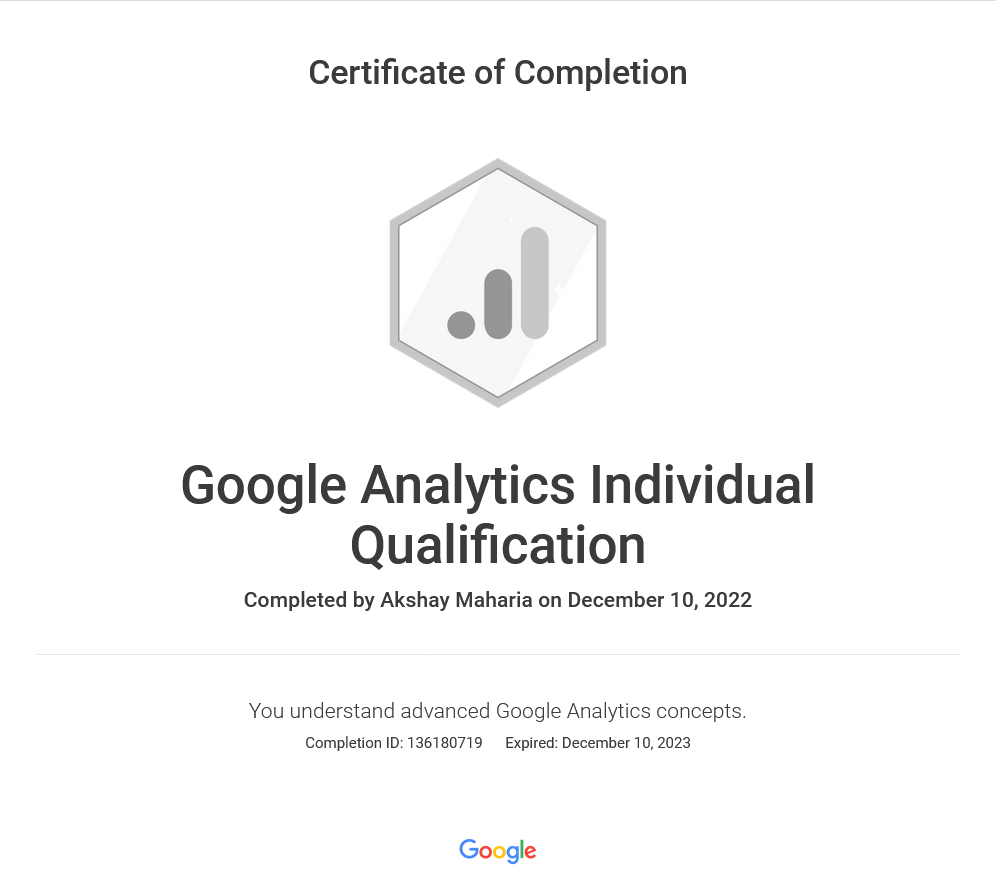 Certificate of Completion
Google Analytics Individual
Qualification
Completed by Akshay Maharia on December 10, 2022
You understand advanced Google Analytics concepts.
Completion ID: 136180719 Expired: December 10, 2023
Google